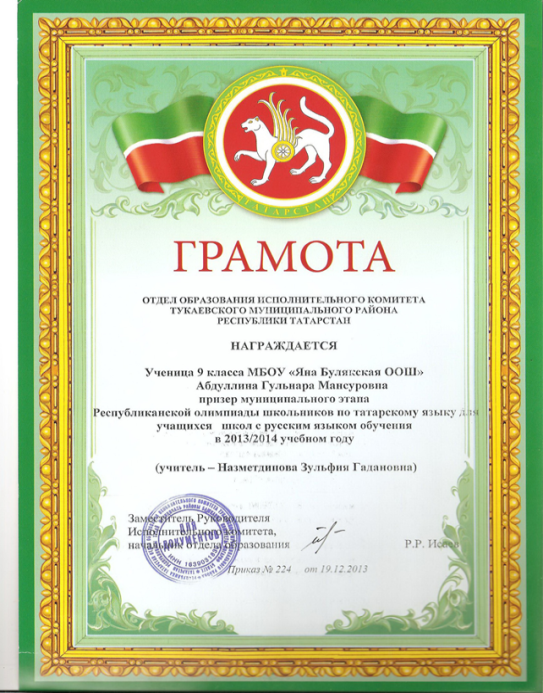 ТАТАРСТАН
ГРАМОТА
ОТДЕЛ ОБРАЗОВАНИЯ ИСПОЛНИТЕЛЬНОГО КОМИТЕТА
ТУКАЕВСКОГО МУНИЦИПАЛЬНОГО РАЙОНА
РЕСПУБЛИКИ ТАТАРСТАН
НАГРАЖДАЕТСЯ
Ученица 9 класса МБОУ «Яна Булякская ООШ»
Абдуллина Гульнара Мансуровна
призер муниципального этапа
Республиканской олимпиады школьников по татарскому языку для
учащихся школ с русским языком обучения
в 2013/2014 учебном году
(учитель – Назметдинова Зульфия Гадановна)
Заместитель Руководителя
Исполнительного комитета,
начальник отдела образования Р.Р.
ДЛЯ
ДОКУМЕНТОВ
Приказ № 224 от 19.12.2013